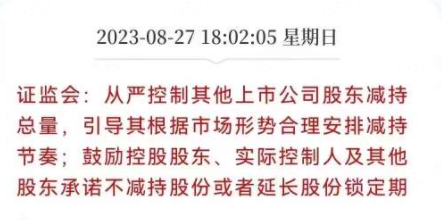 2023-08-27 18:02:05 星期日
证监会：从严控制其他上市公司股东减持
总量，引导其根据市场形势合理安排减持
节奏；鼓励控股股东、实际控制人及其他
股东承诺不减持股份或者延长股份锁定期